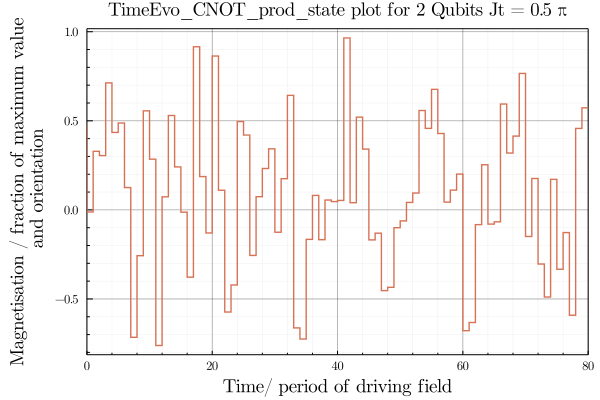 TimeEvo_CNOT_prod_state plot for 2 Qubits Jt = 0.5 π
Magnetisation / fraction of maximum value
and orientation
1.0
0.5
0.0
−0.5
0 20 40 60 80
Time/ period of driving field